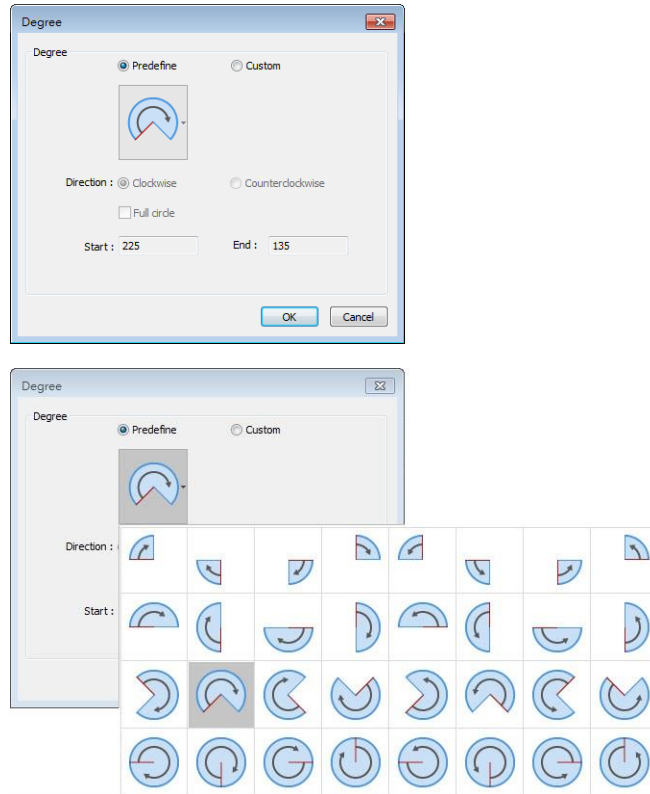 Degree
Degree
Predefine Custom
Direction : Clockwise Counterclockwise
Full circle
Start : 225 End : 135
OK Cancel
Degree
Degree
Predefine Custom
Direction :
Start :